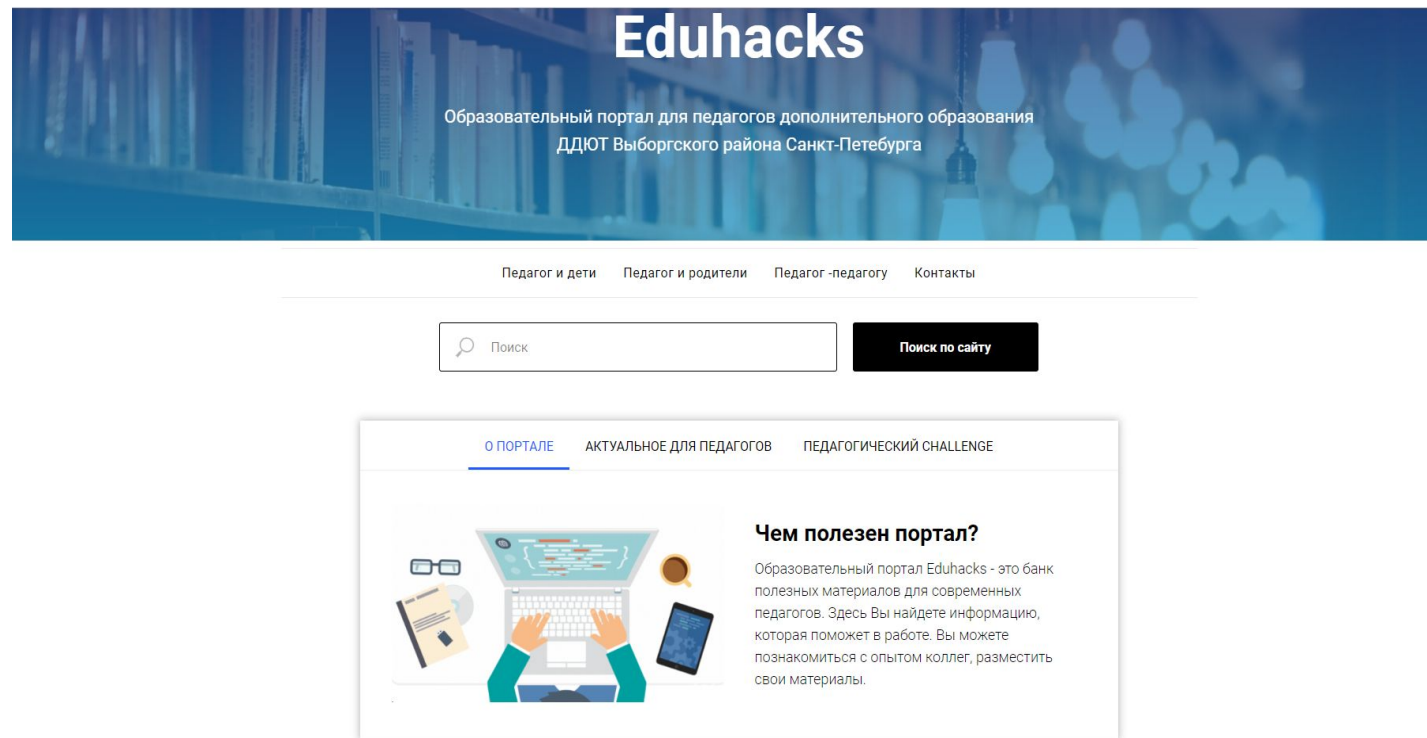 Eduhacks
Образовательный портал для педагогов дополнительного образования
ДДЮТ Выборгского района Санкт-Петебурга
Педагог и дети Педагог и родители Педагог -педагогу Контакты
Поиск Поиск по сайту
О ПОРТАЛЕ АКТУАЛЬНОЕ ДЛЯ ПЕДАГОГОВ ПЕДАГОГИЧЕСКИЙ CHALLENGE
Чем полезен портал?
Образовательный портал Eduhacks - это банк
полезных материалов для современных
педагогов. Здесь Вы найдете информацию,
которая поможет в работе. Вы можете
познакомиться с опытом коллег, разместить
свои материалы.